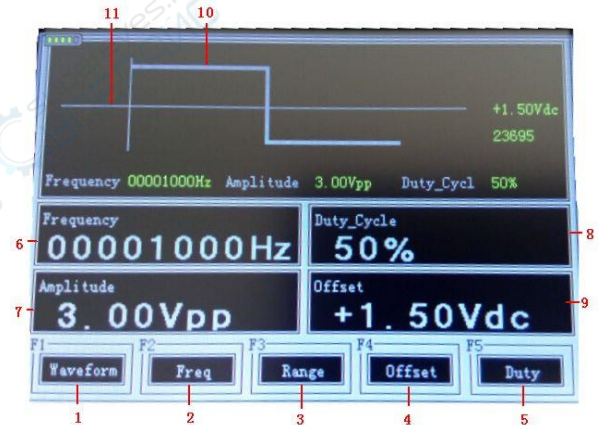 11 10
+1.50Vdc
23695
Frequency 00001000Hz Amplitude 3.00Vpp Duty_Cycl 50%
Frequency
00001000Hz
Duty_Cycle
50%
6
8
Amplitude
3.00Vpp
Offset
+1.50Vdc
7
9
F1 F2 F3 F4 F5
Waveform Freq Range Offset Duty
1 2 3 4 5